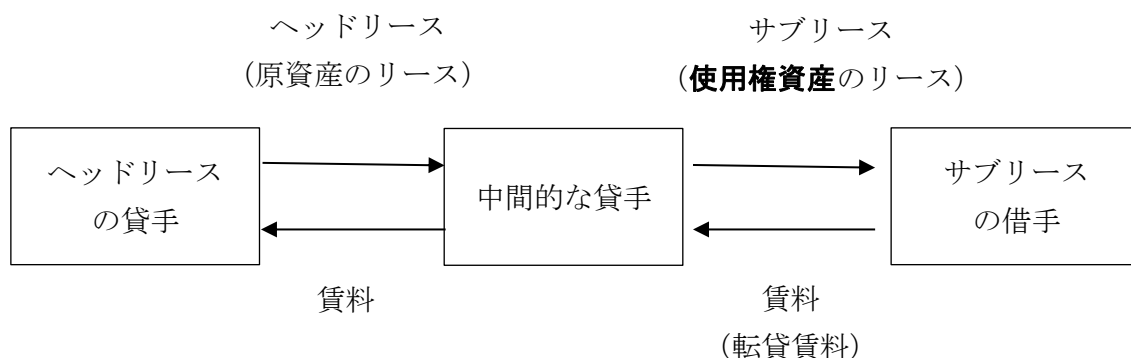 ヘッドリース
(原資産のリース)
サブリース
(使用権資産のリース)
ヘッドリース
の貸手
中間的な貸手
サブリース
の借手
賃料
賃料
(転貸賃料)